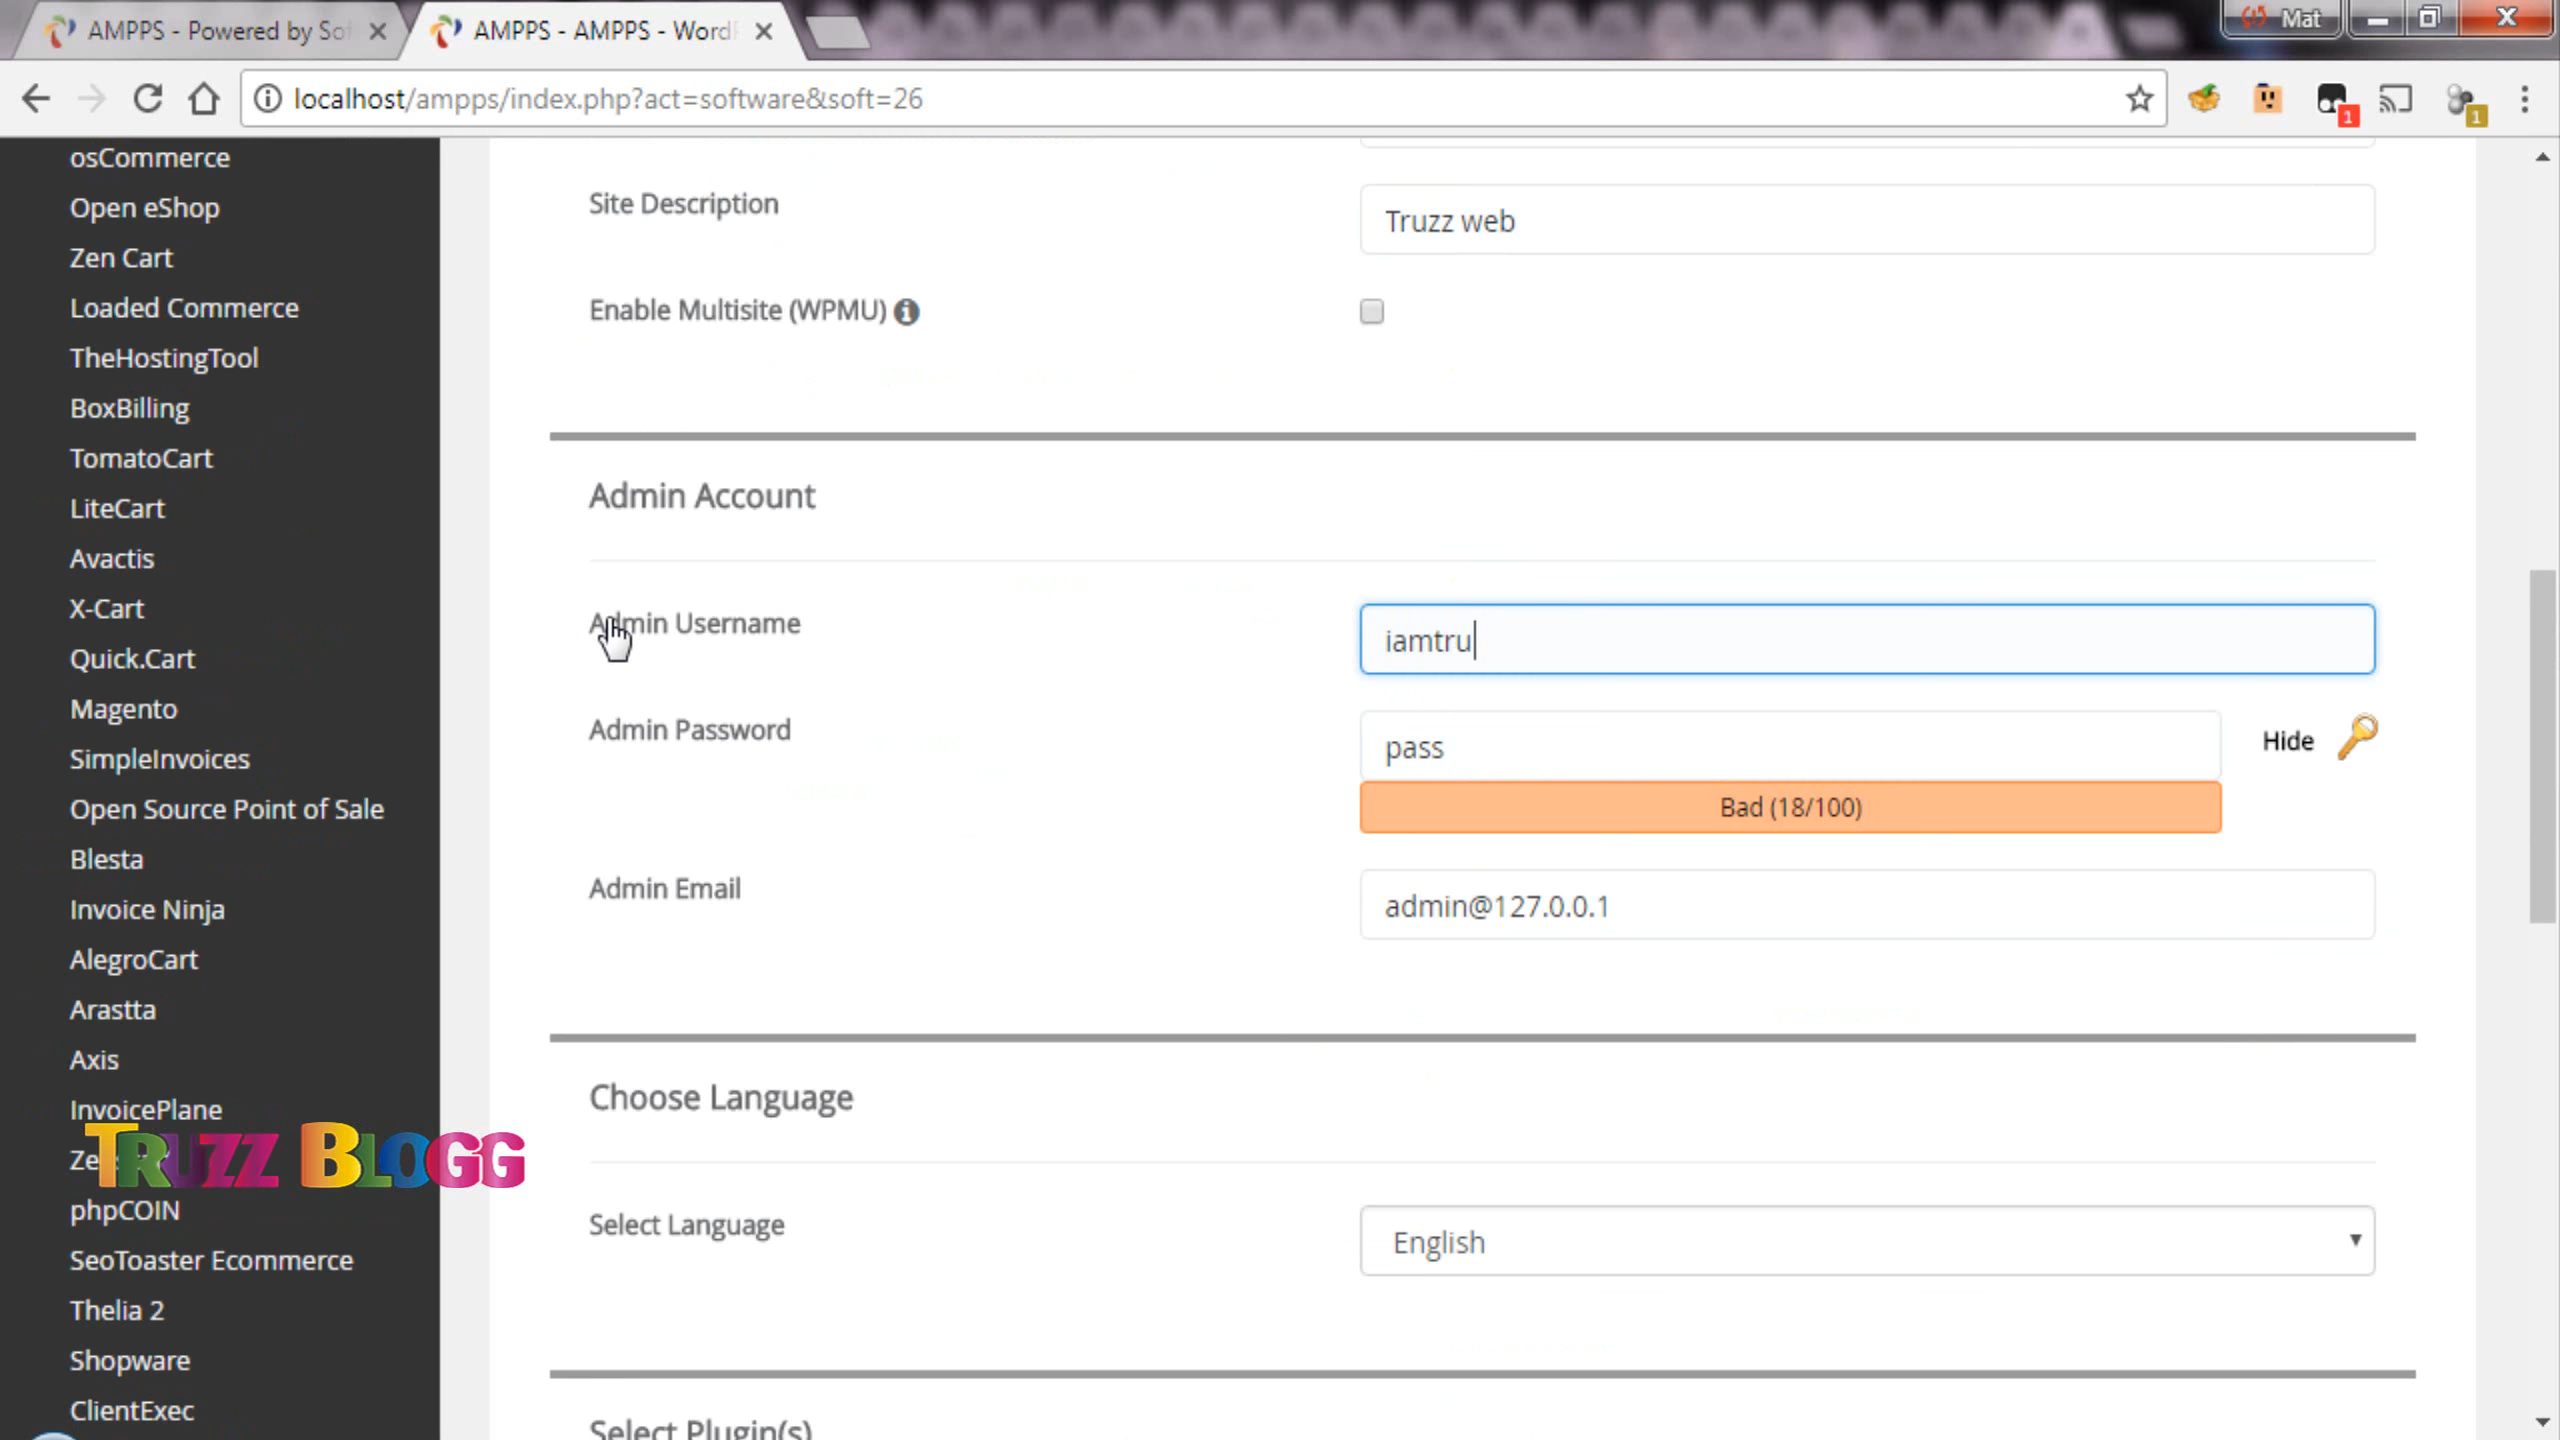 AMPPS - Powered by Sof
AMPPS - AMPPS - Word
Mat
localhost/ampps/index.php?act=software&soft=26
1
1
osCommerce
Open eShop
Zen Cart
Loaded Commerce
TheHostingTool
BoxBilling
TomatoCart
LiteCart
Avactis
X-Cart
Quick.Cart
Magento
SimpleInvoices
Open Source Point of Sale
Blesta
Invoice Ninja
AlegroCart
Arastta
Axis
InvoicePlane
Ze
TRUZZ BLOGG
phpCOIN
SeoToaster Ecommerce
Thelia 2
Shopware
ClientExec
Site Description
Truzz web
Enable Multisite (WPMU)
Admin Account
Admin Username
iamtru
Admin Password
pass
Hide
Bad (18/100)
Admin Email
admin@127.0.0.1
Choose Language
Select Language
English
Select Plugin(s)